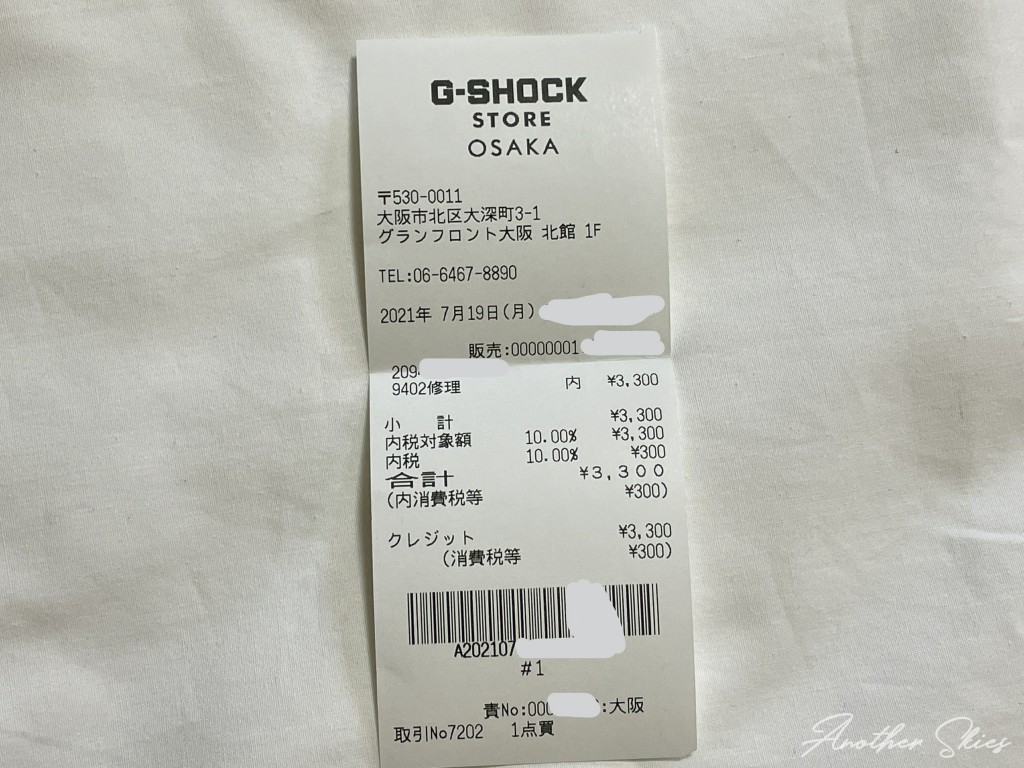 G-SHOCK
STORE
OSAKA
〒530-0011
大阪市北区大深町3-1
グランフロント大阪 北館 1F
TEL:06-6467-8890
2021年 7月19日(月)
販売:00000001
209
9402修理 内 ¥3,300
小 計 ¥3,300
内税対象額 10.00% ¥3,300
内税 10.00% ¥300
合計 ¥3,300
(内消費税等 ¥300)
クレジット ¥3,300
(消費税等 ¥300)
A202107
#1
責No:000 :大阪
取引No7202 1点買
Another Skies